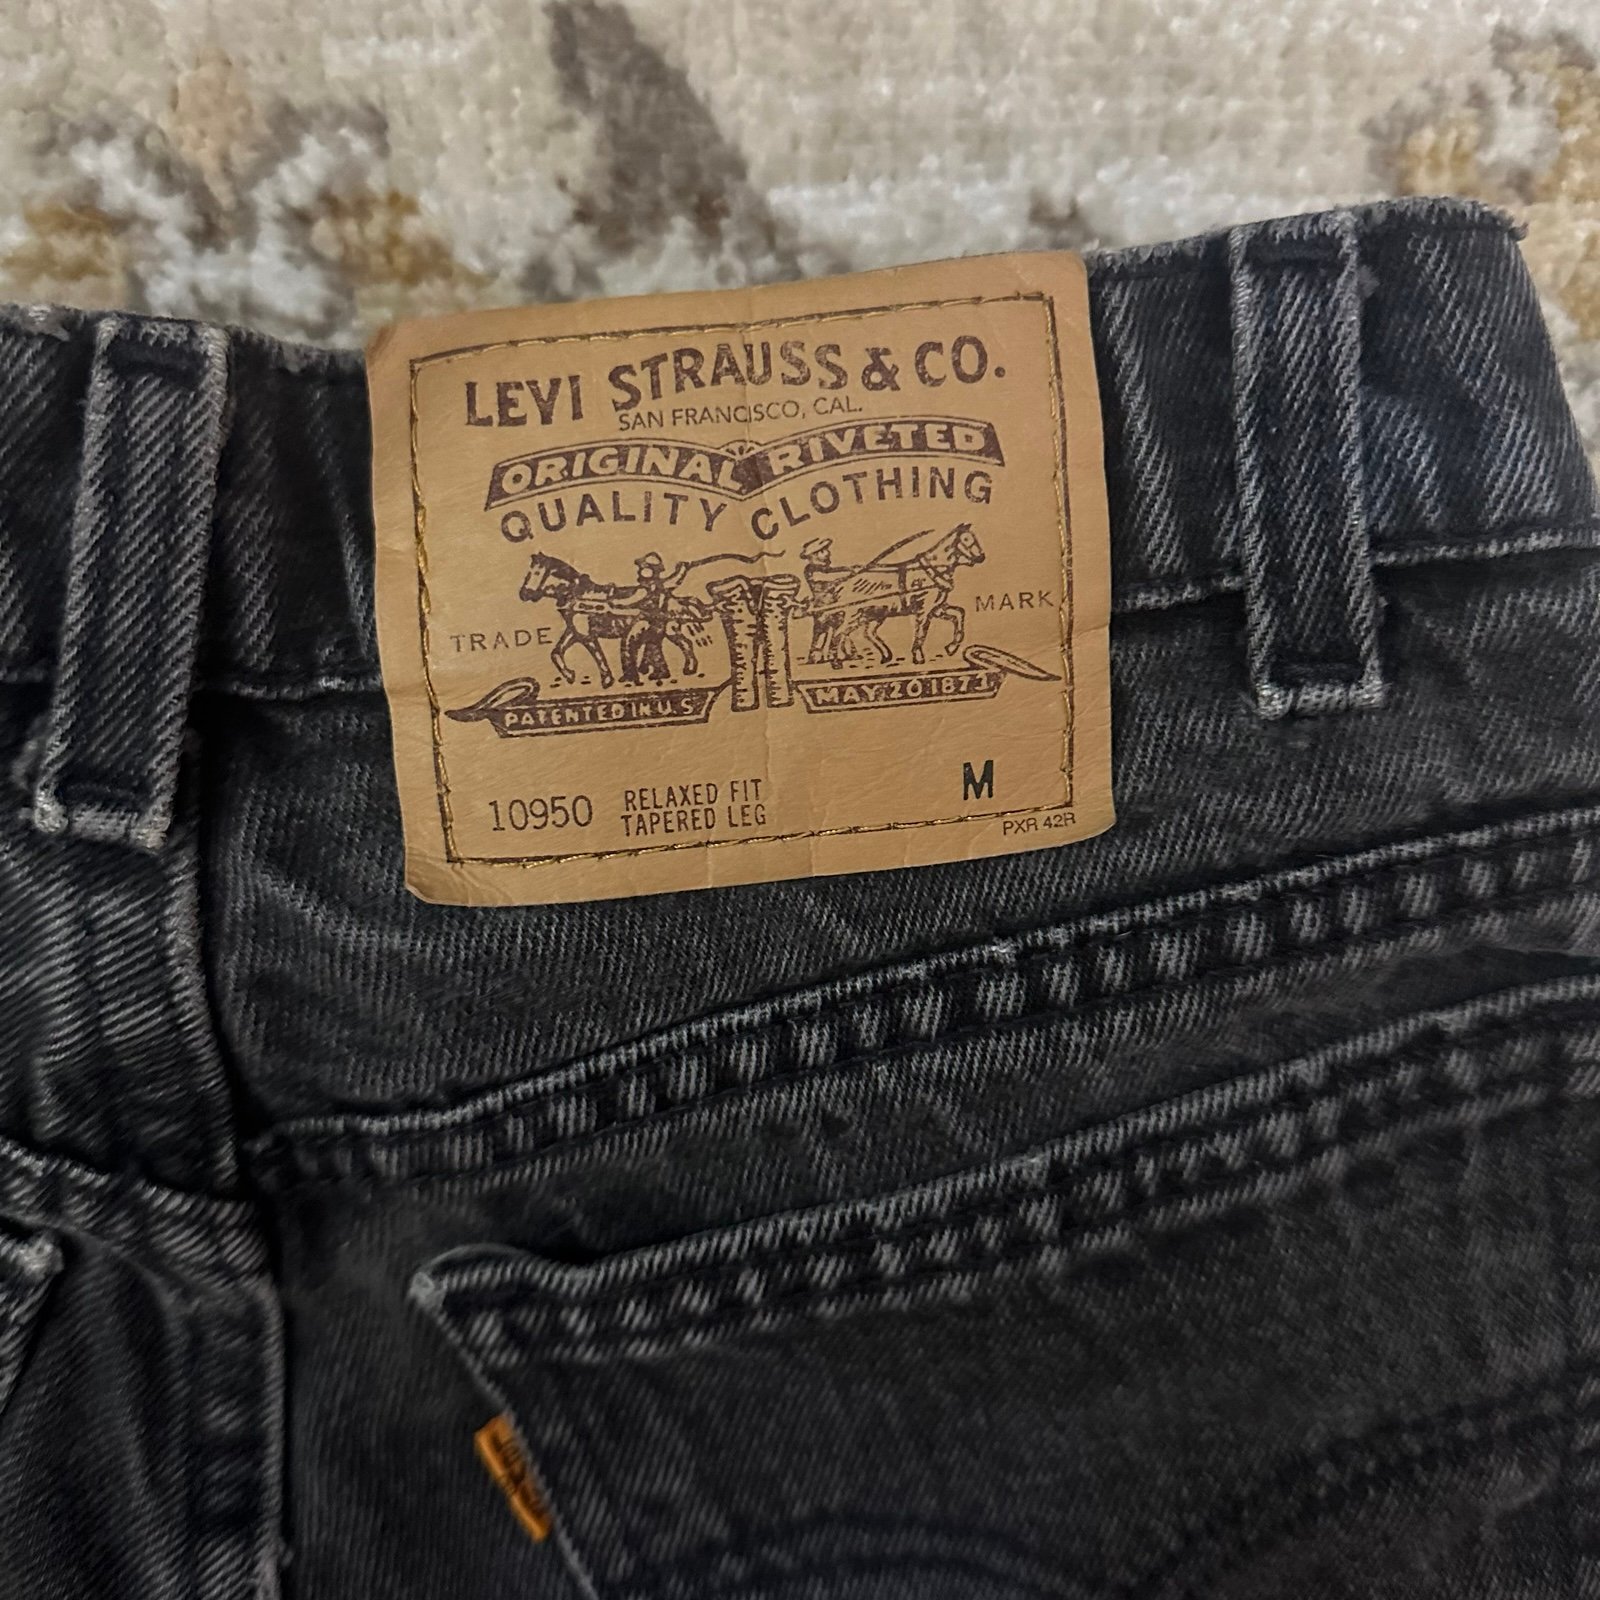 LEVI STRAUSS & CO.
SAN FRANCISCO, CAL.
ORIGINAL RIVETED
QUALITY CLOTHING
TRADE MARK
PATENTED IN U.S MAY 20 1873
10950 RELAXED FIT M
TAPERED LEG
PXR 42R